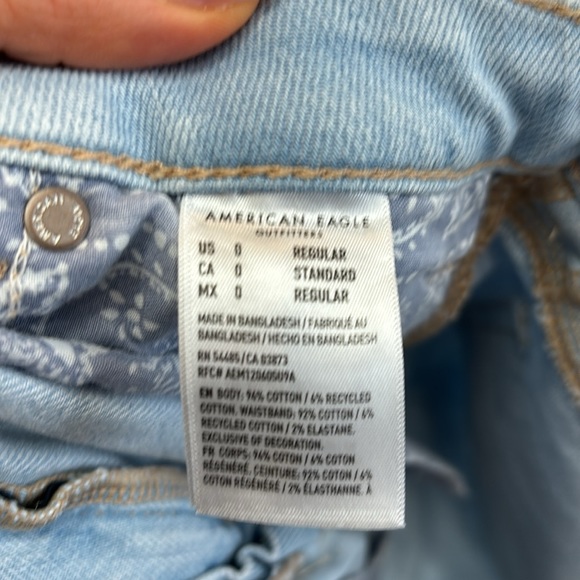 AMERICAN EAGLE
OUTFITTERS
US 0 REGULAR
CA 0 STANDARD
MX 0 REGULAR
MADE IN BANGLADESH / FABRIQUÉ AU
BANGLADESH / HECHO EN BANGLADESH
RN 54485 / CA 03873
RFC# AEM120605U9A
EN BODY: 94% COTTON / 6% RECYCLED
COTTON. WAISTBAND: 92% COTTON / 6%
RECYCLED COTTON / 2% ELASTANE.
EXCLUSIVE OF DECORATION.
FR CORPS: 94% COTON / 6% COTON
RÉGÉNÉRÉ. CEINTURE: 92% COTON / 6%
COTON RÉGÉNÉRÉ / 2% ÉLASTHANNE. À